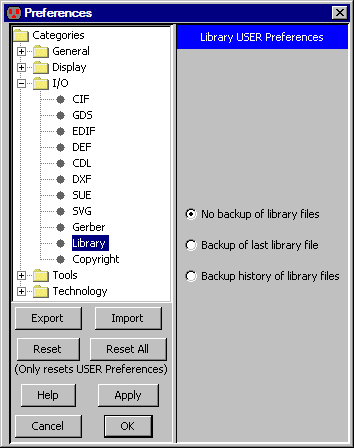 Preferences
Categories
General
Display
I/O
CIF
GDS
EDIF
DEF
CDL
DXF
SUE
SVG
Gerber
Library
Copyright
Tools
Technology
Export Import
Reset Reset All
(Only resets USER Preferences)
Help Apply
Cancel OK
Library USER Preferences
No backup of library files
Backup of last library file
Backup history of library files